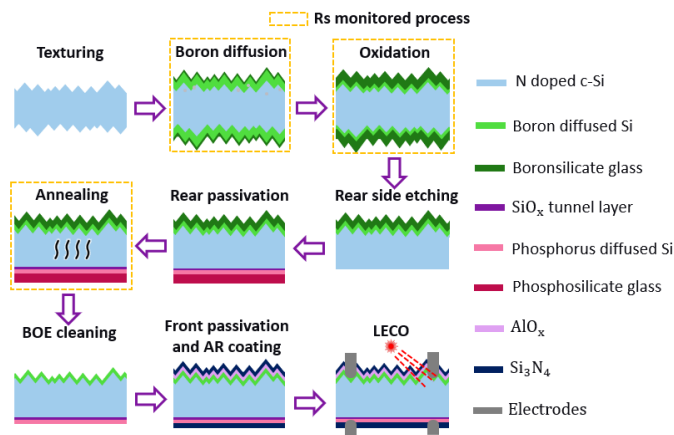 Rs monitored process
Texturing
Boron diffusion
Oxidation
N doped c-Si
Boron diffused Si
Boronsilicate glass
SiOₓ tunnel layer
Phosphorus diffused Si
Phosphosilicate glass
AlOₓ
Si₃N₄
Electrodes
Annealing
Rear passivation
Rear side etching
BOE cleaning
Front passivation
and AR coating
LECO